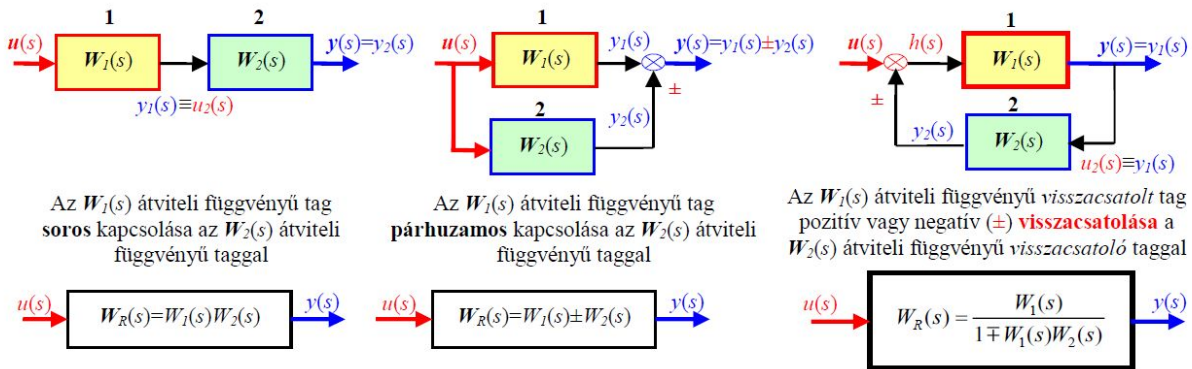 1
2
u(s)
W₁(s)
W₂(s)
y(s)=y₂(s)
y₁(s)≡u₂(s)
Az W₁(s) átviteli függvényű tag
soros kapcsolása az W₂(s) átviteli
függvényű taggal
u(s)
W_R(s)=W₁(s)W₂(s)
y(s)
1
u(s)
W₁(s)
y₁(s)
y(s)=y₁(s)±y₂(s)
±
2
W₂(s)
y₂(s)
Az W₁(s) átviteli függvényű tag
párhuzamos kapcsolása az W₂(s) átviteli
függvényű taggal
u(s)
W_R(s)=W₁(s)±W₂(s)
y(s)
1
u(s)
h(s)
W₁(s)
y(s)=y₁(s)
±
2
y₂(s)
W₂(s)
u₂(s)≡y₁(s)
Az W₁(s) átviteli függvényű visszacsatolt tag
pozitív vagy negatív (±) visszacsatolása a
W₂(s) átviteli függvényű visszacsatoló taggal
u(s)
W_R(s) = W₁(s) / 1∓W₁(s)W₂(s)
y(s)